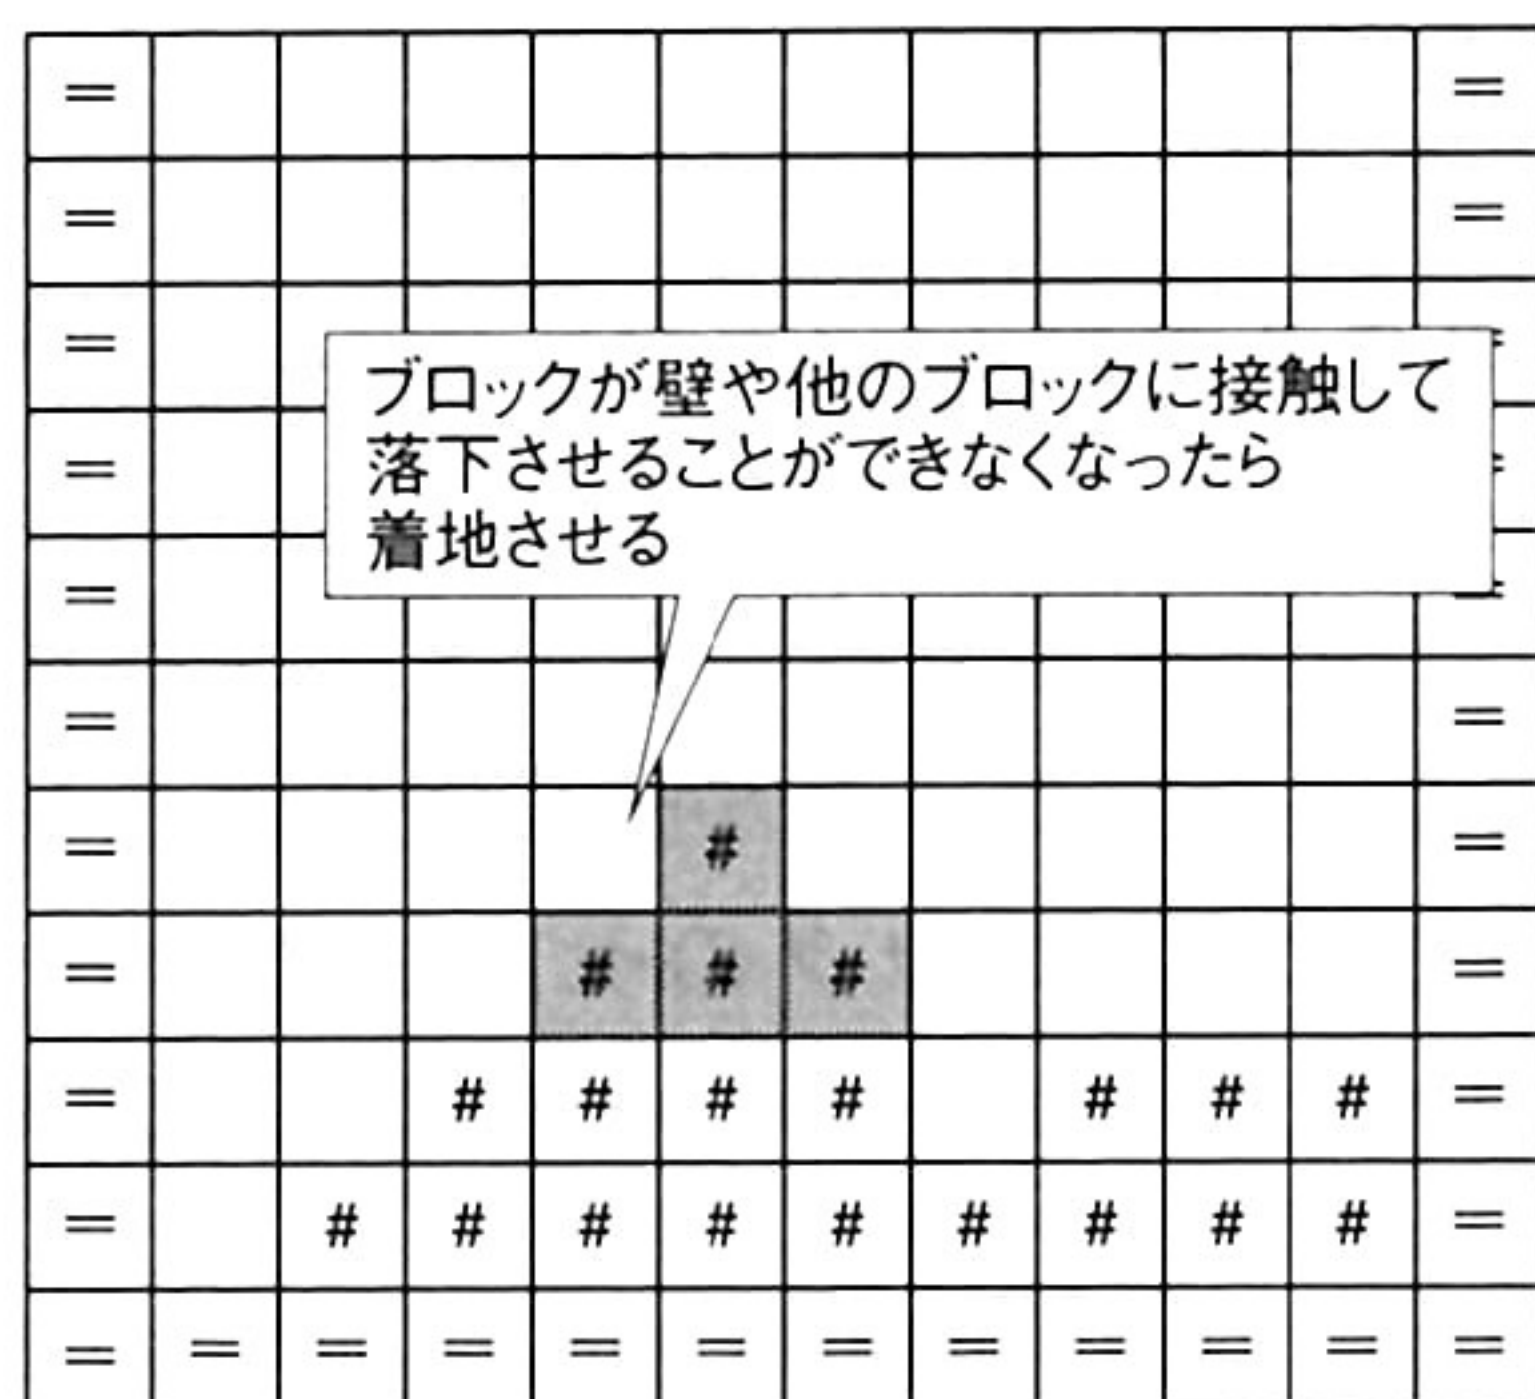 = =
= =
= =
ブロックが壁や他のブロックに接触して
落下させることができなくなったら
着地させる
= =
= =
= =
= # =
= # # # =
= # # # # # # # =
= # # # # # # # # # =
= = = = = = = = = = = =